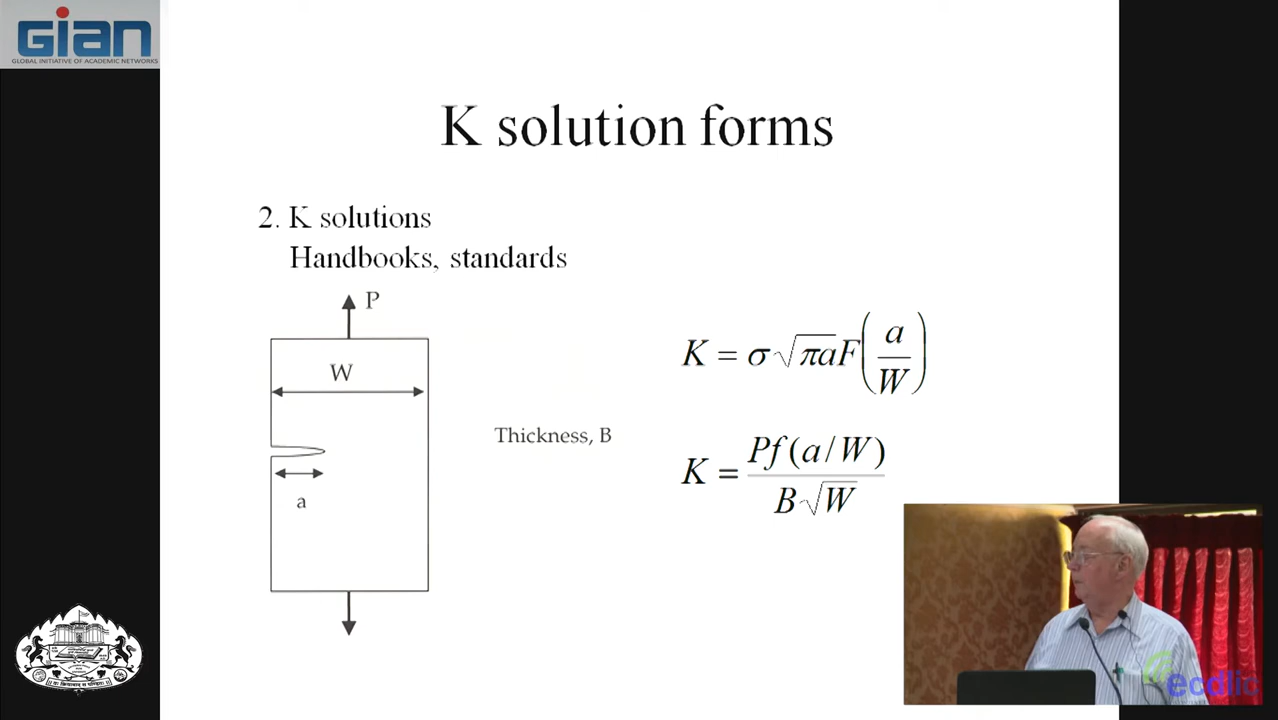 GIAN
GLOBAL INITIATIVE OF ACADEMIC NETWORKS
K solution forms
2. K solutions
Handbooks, standards
P
W
a
Thickness, B
K = σ√πa F(a/W)
K = Pf(a/W) / B√W
ecdlic